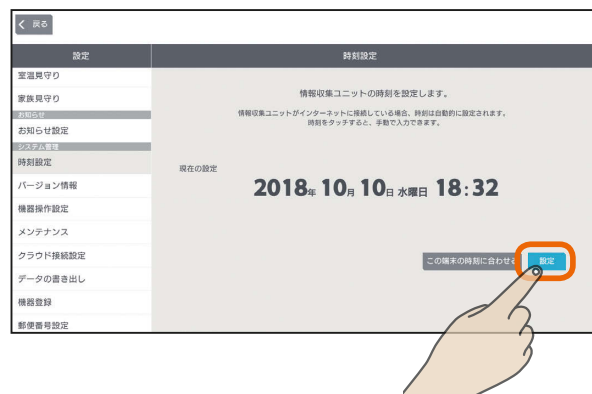 戻る
設定
時刻設定
室温見守り
家族見守り
お知らせ
お知らせ設定
システム管理
時刻設定
バージョン情報
機器操作設定
メンテナンス
クラウド接続設定
データの書き出し
機器登録
郵便番号設定
情報収集ユニットの時刻を設定します。
情報収集ユニットがインターネットに接続している場合、時刻は自動的に設定されます。
時刻をタッチすると、手動で入力できます。
現在の設定
2018年 10月 10日 水曜日 18:32
この端末の時刻に合わせる
設定